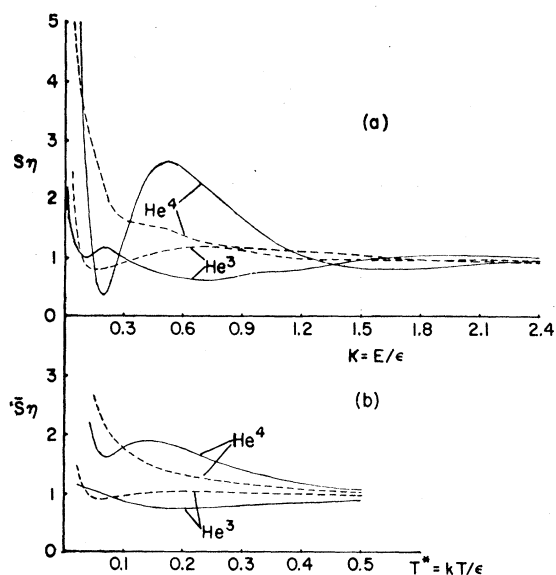 5
(a)
4
3
Sη
2
He⁴
1
He³
0
0.3 0.6 0.9 1.2 1.5 1.8 2.1 2.4
K = E/ϵ
3
(b)
S̄η
2
He⁴
1
He³
0
0.1 0.2 0.3 0.4 0.5 T* = kT/ϵ